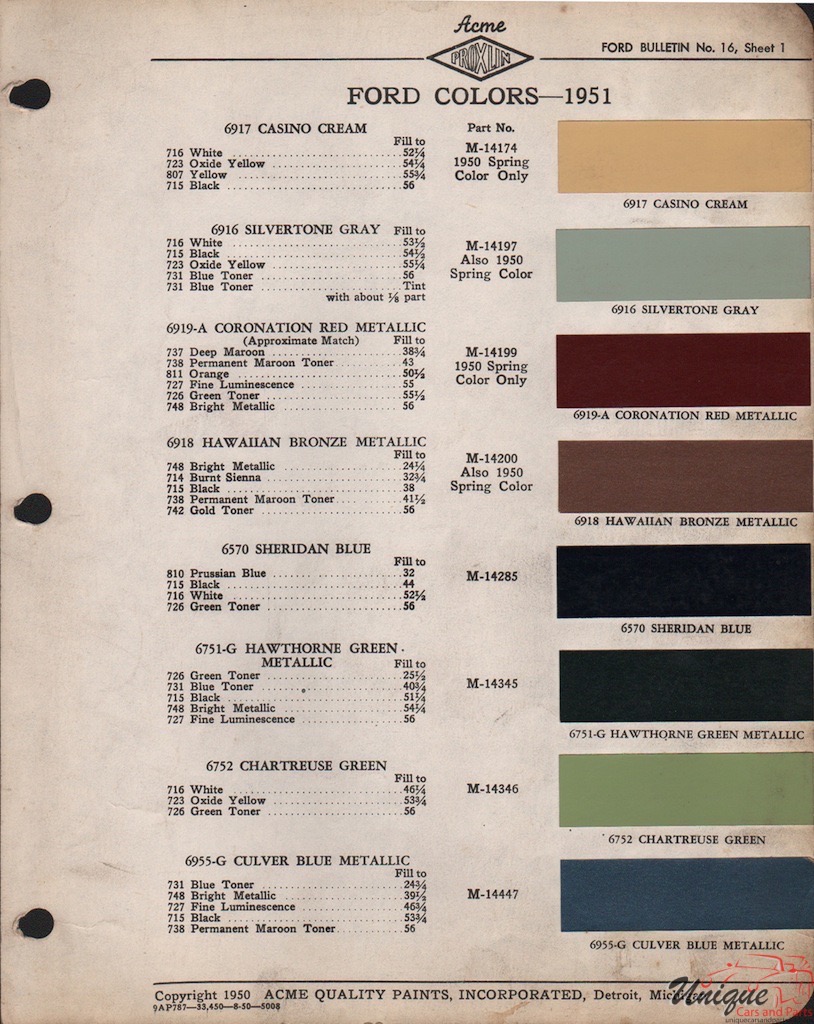 Acme
PROXLIN
FORD BULLETIN No. 16, Sheet 1
FORD COLORS—1951
6917 CASINO CREAM
Fill to
716 White 52¼
723 Oxide Yellow 54¼
807 Yellow 55¾
715 Black 56
Part No.
M-14174
1950 Spring
Color Only
6917 CASINO CREAM
6916 SILVERTONE GRAY Fill to
716 White 53½
715 Black 54½
723 Oxide Yellow 55¼
731 Blue Toner 56
731 Blue Toner Tint
with about ⅛ part
M-14197
Also 1950
Spring Color
6916 SILVERTONE GRAY
6919-A CORONATION RED METALLIC
(Approximate Match) Fill to
737 Deep Maroon 38¾
738 Permanent Maroon Toner 43
811 Orange 50½
727 Fine Luminescence 55
726 Green Toner 55½
748 Bright Metallic 56
M-14199
1950 Spring
Color Only
6919-A CORONATION RED METALLIC
6918 HAWAIIAN BRONZE METALLIC
Fill to
748 Bright Metallic 24¼
714 Burnt Sienna 32¾
715 Black 38
738 Permanent Maroon Toner 41½
742 Gold Toner 56
M-14200
Also 1950
Spring Color
6918 HAWAIIAN BRONZE METALLIC
6570 SHERIDAN BLUE
Fill to
810 Prussian Blue 32
715 Black 44
716 White 52½
726 Green Toner 56
M-14285
6570 SHERIDAN BLUE
6751-G HAWTHORNE GREEN
METALLIC Fill to
726 Green Toner 25½
731 Blue Toner 40¾
715 Black 51¼
748 Bright Metallic 54¼
727 Fine Luminescence 56
M-14345
6751-G HAWTHORNE GREEN METALLIC
6752 CHARTREUSE GREEN
Fill to
716 White 46¼
723 Oxide Yellow 53¾
726 Green Toner 56
M-14346
6752 CHARTREUSE GREEN
6955-G CULVER BLUE METALLIC
Fill to
731 Blue Toner 24¾
748 Bright Metallic 39½
727 Fine Luminescence 46¾
715 Black 53¾
738 Permanent Maroon Toner 56
M-14447
6955-G CULVER BLUE METALLIC
Copyright 1950 ACME QUALITY PAINTS, INCORPORATED, Detroit, Michigan
9AP787—33,450—8-50—5008
Unique
Cars and Parts